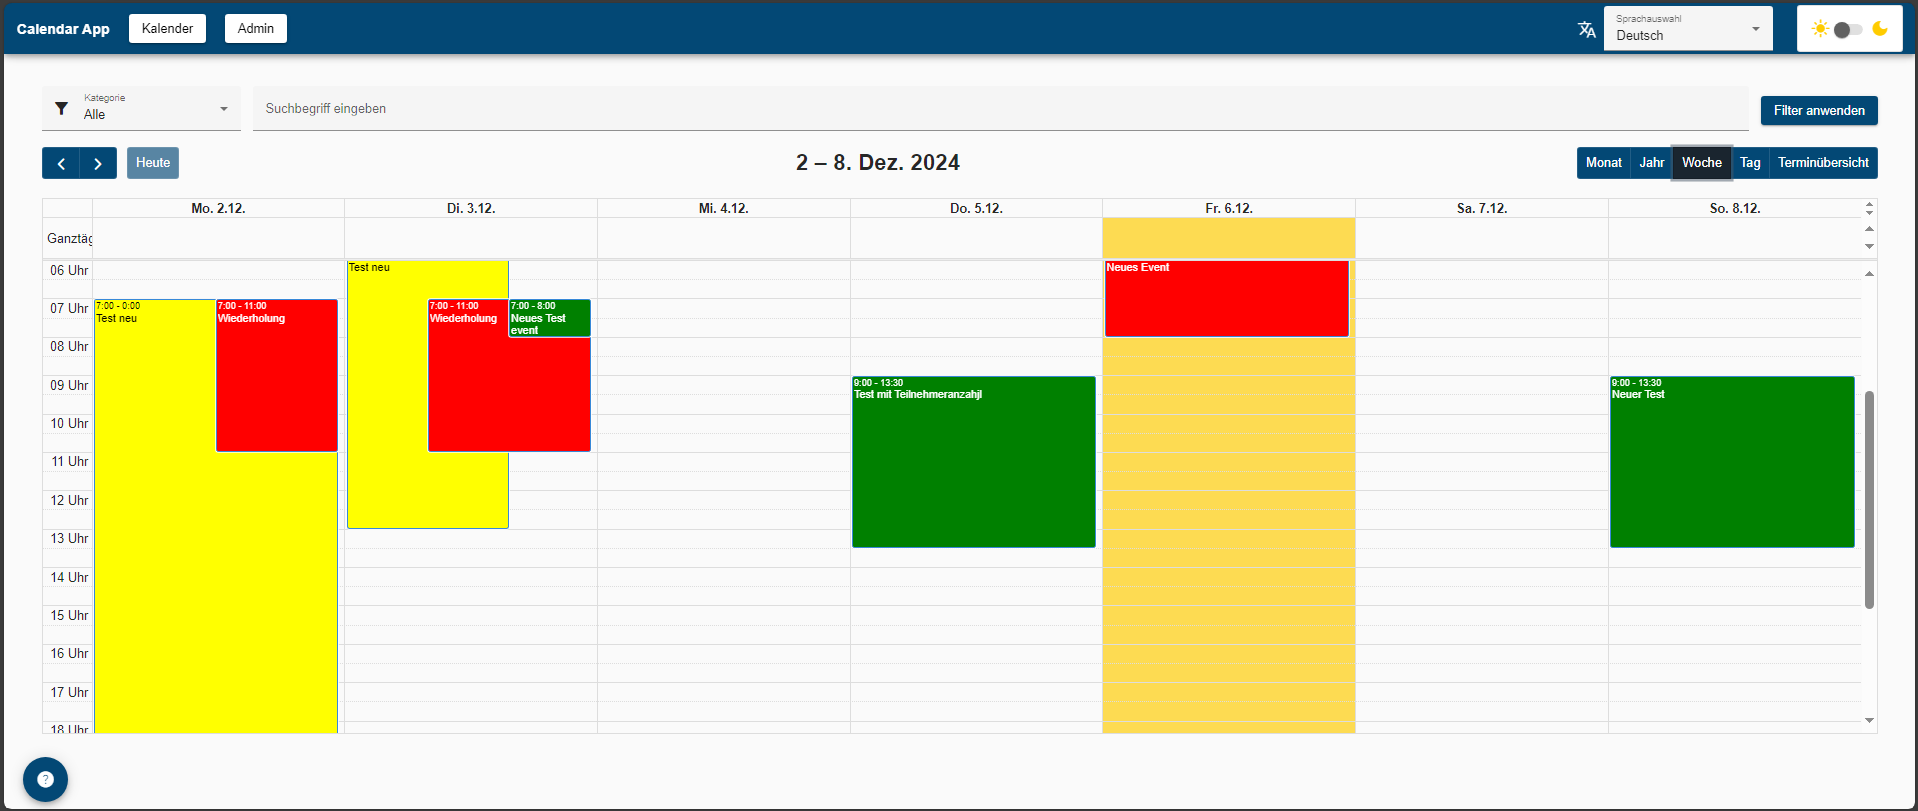 Calendar App
Kalender
Admin
Sprachauswahl
Deutsch
Kategorie
Alle
Suchbegriff eingeben
Filter anwenden
Heute
2 – 8. Dez. 2024
Monat
Jahr
Woche
Tag
Terminübersicht
Mo. 2.12.
Di. 3.12.
Mi. 4.12.
Do. 5.12.
Fr. 6.12.
Sa. 7.12.
So. 8.12.
Ganztäg
06 Uhr
Test neu
Neues Event
07 Uhr
7:00 - 0:00
Test neu
7:00 - 11:00
Wiederholung
7:00 - 11:00
Wiederholung
7:00 - 8:00
Neues Test
event
08 Uhr
09 Uhr
9:00 - 13:30
Test mit Teilnehmeranzahjl
9:00 - 13:30
Neuer Test
10 Uhr
11 Uhr
12 Uhr
13 Uhr
14 Uhr
15 Uhr
16 Uhr
17 Uhr
18 Uhr
?